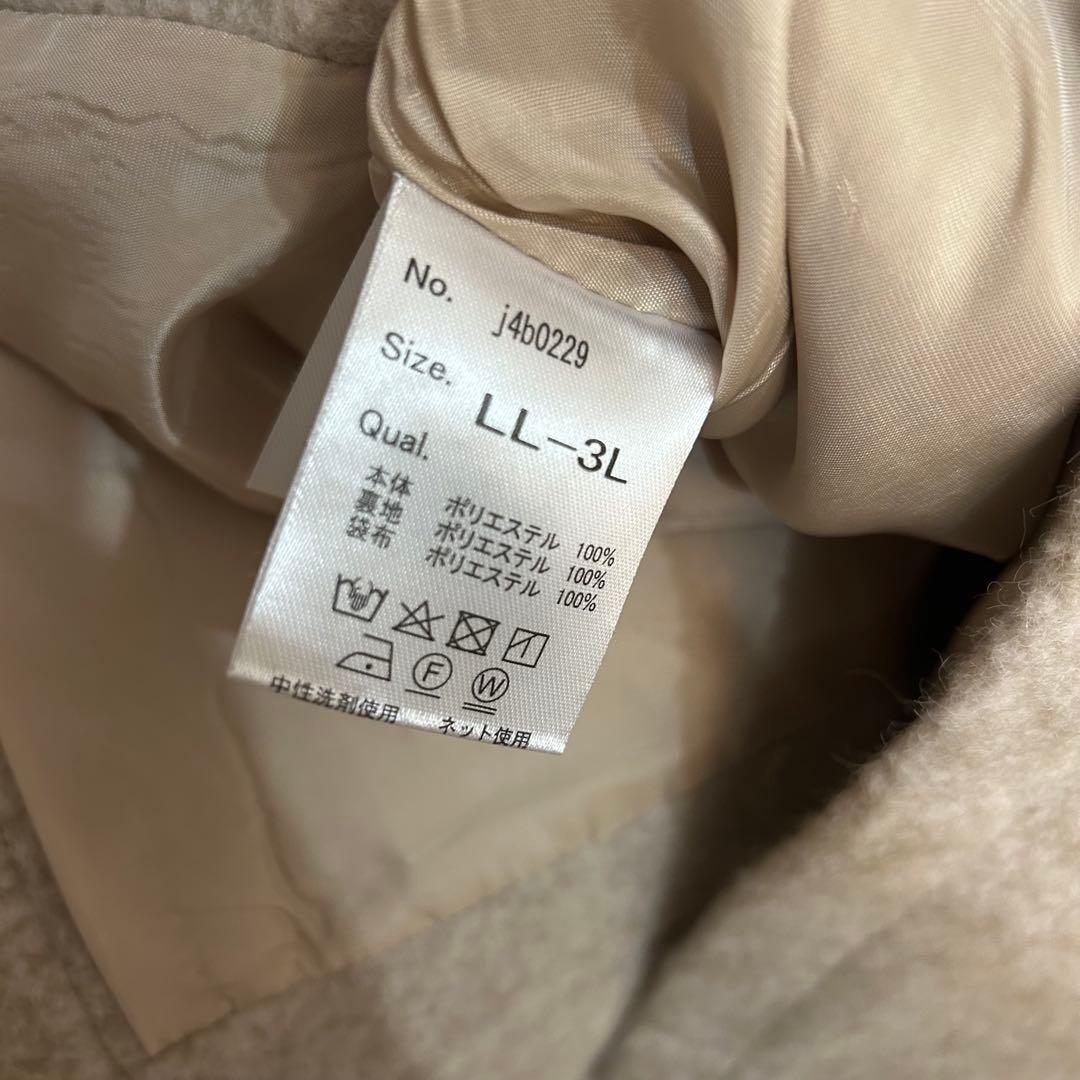 No. j4b0229
Size. LL-3L
Qual.
本体 ポリエステル 100%
裏地 ポリエステル 100%
袋布 ポリエステル 100%
F W
中性洗剤使用 ネット使用